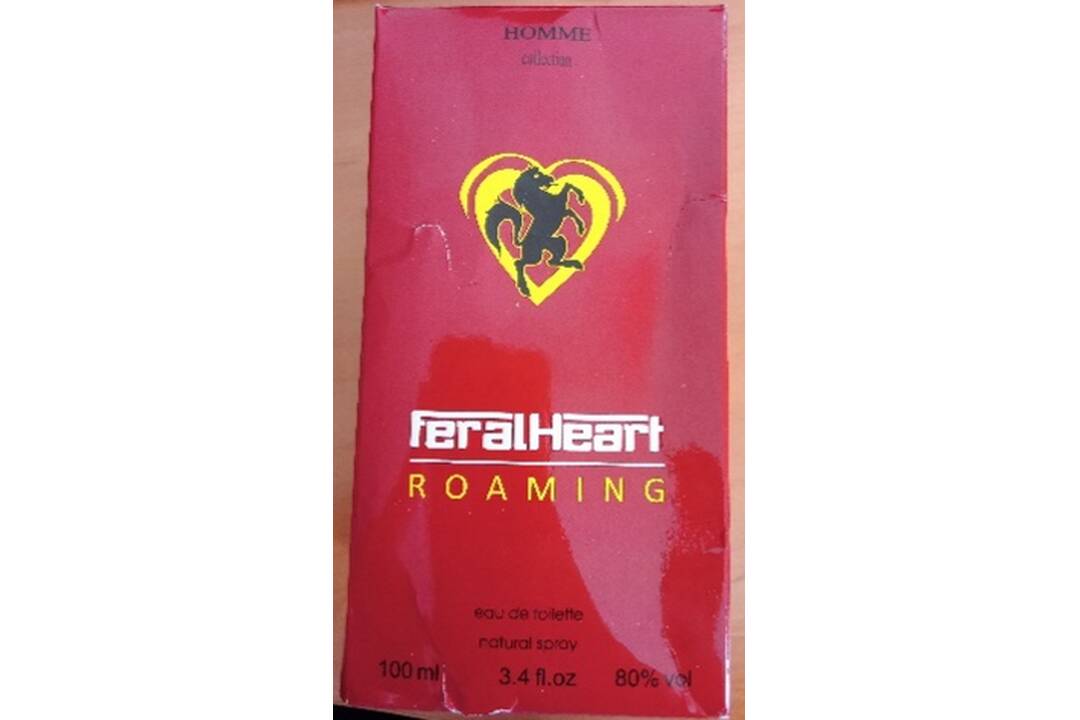 HOMME
collection
feralHeart
ROAMING
eau de toilette
natural spray
100 ml 3.4 fl.oz 80% vol